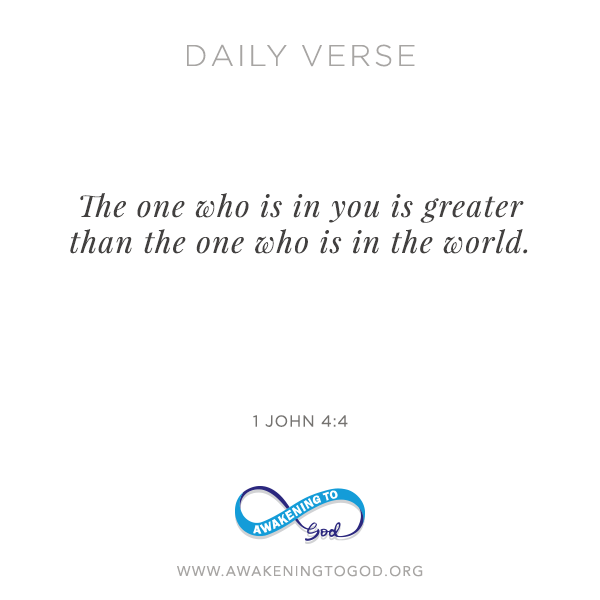 DAILY VERSE
The one who is in you is greater
than the one who is in the world.
1 JOHN 4:4
AWAKENING TO
God
WWW.AWAKENINGTOGOD.ORG